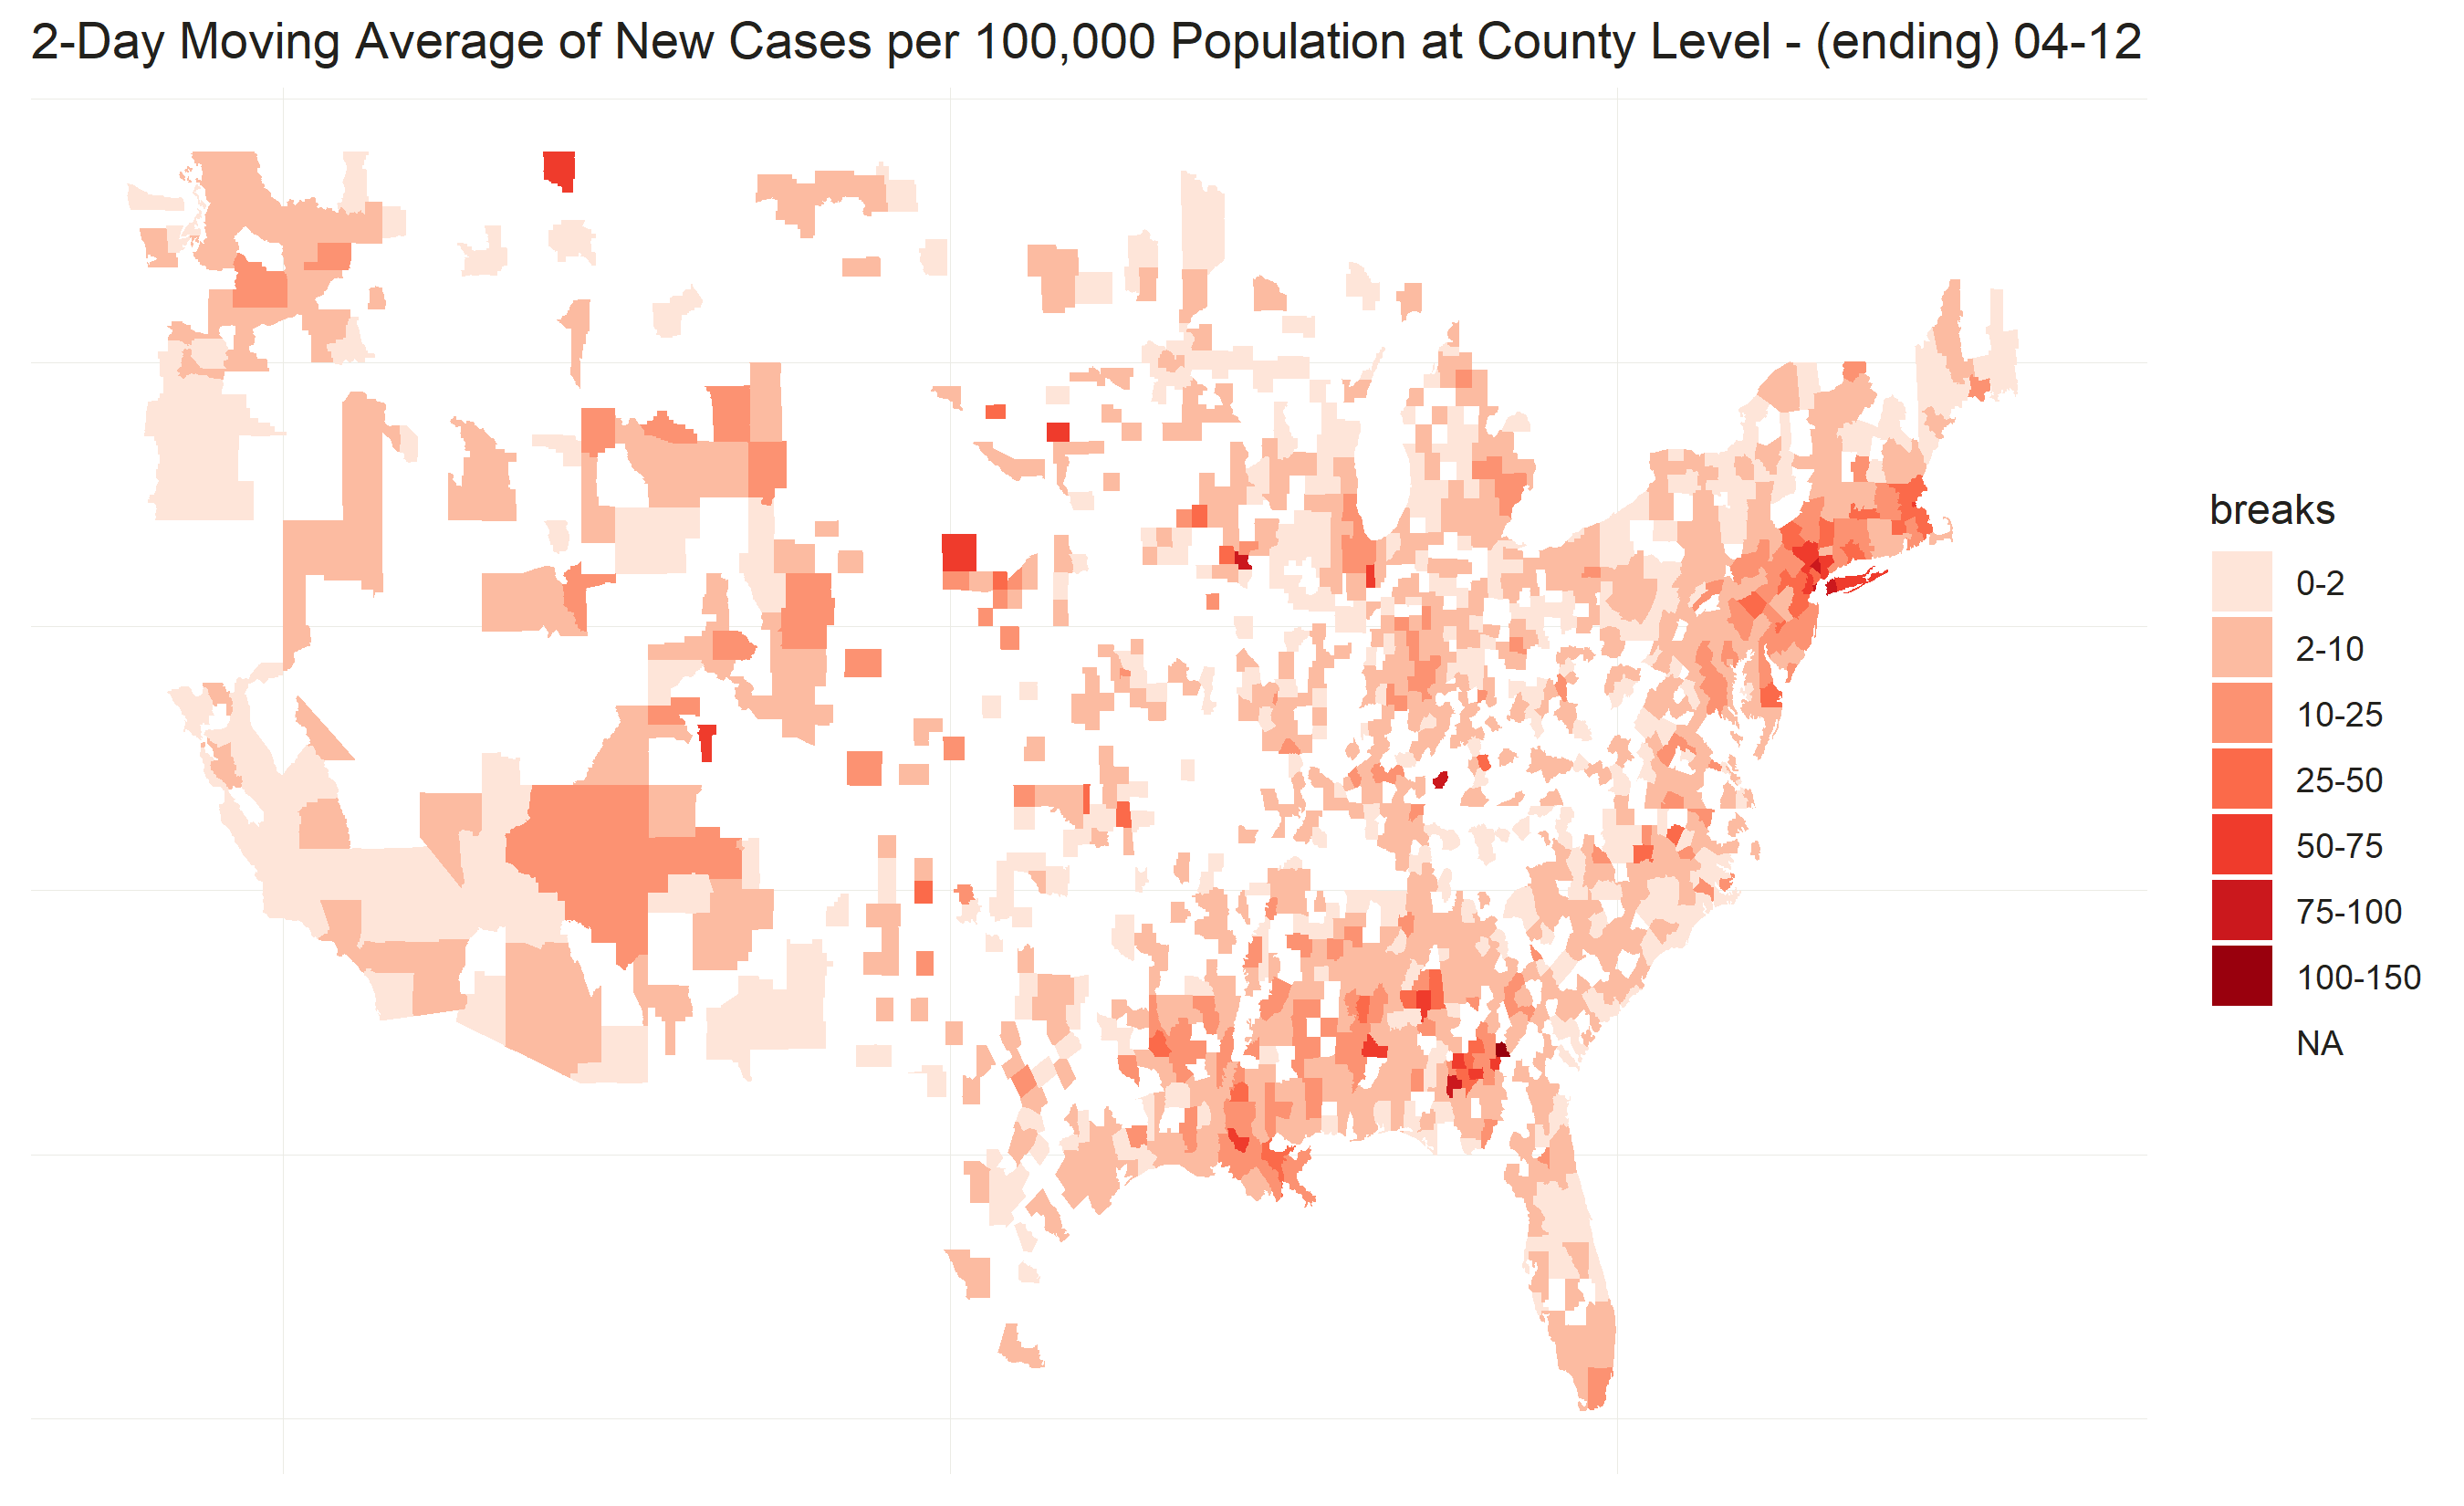 2-Day Moving Average of New Cases per 100,000 Population at County Level - (ending) 04-12
breaks
0-2
2-10
10-25
25-50
50-75
75-100
100-150
NA